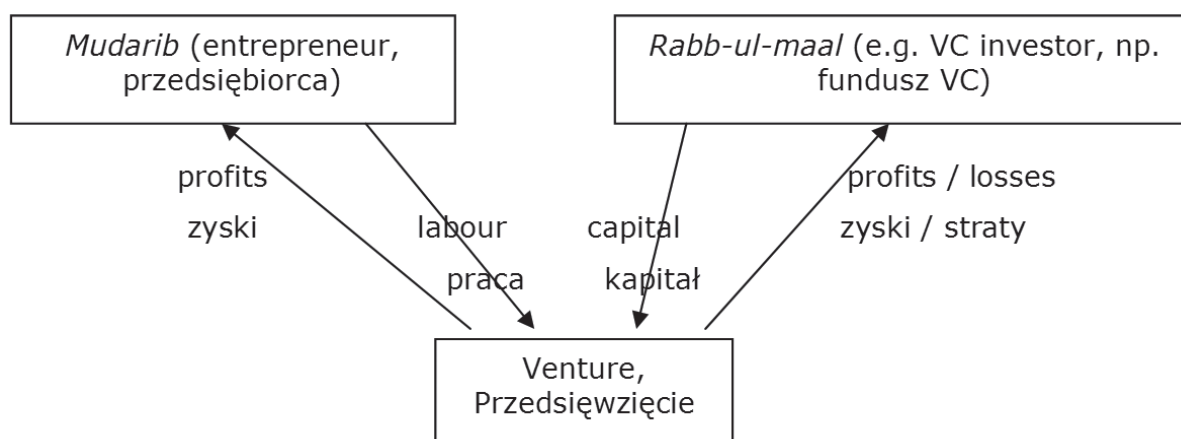 Mudarib (entrepreneur,
przedsiębiorca)
Rabb-ul-maal (e.g. VC investor, np.
fundusz VC)
profits
zyski
labour
praca
capital
kapitał
profits / losses
zyski / straty
Venture,
Przedsięwzięcie